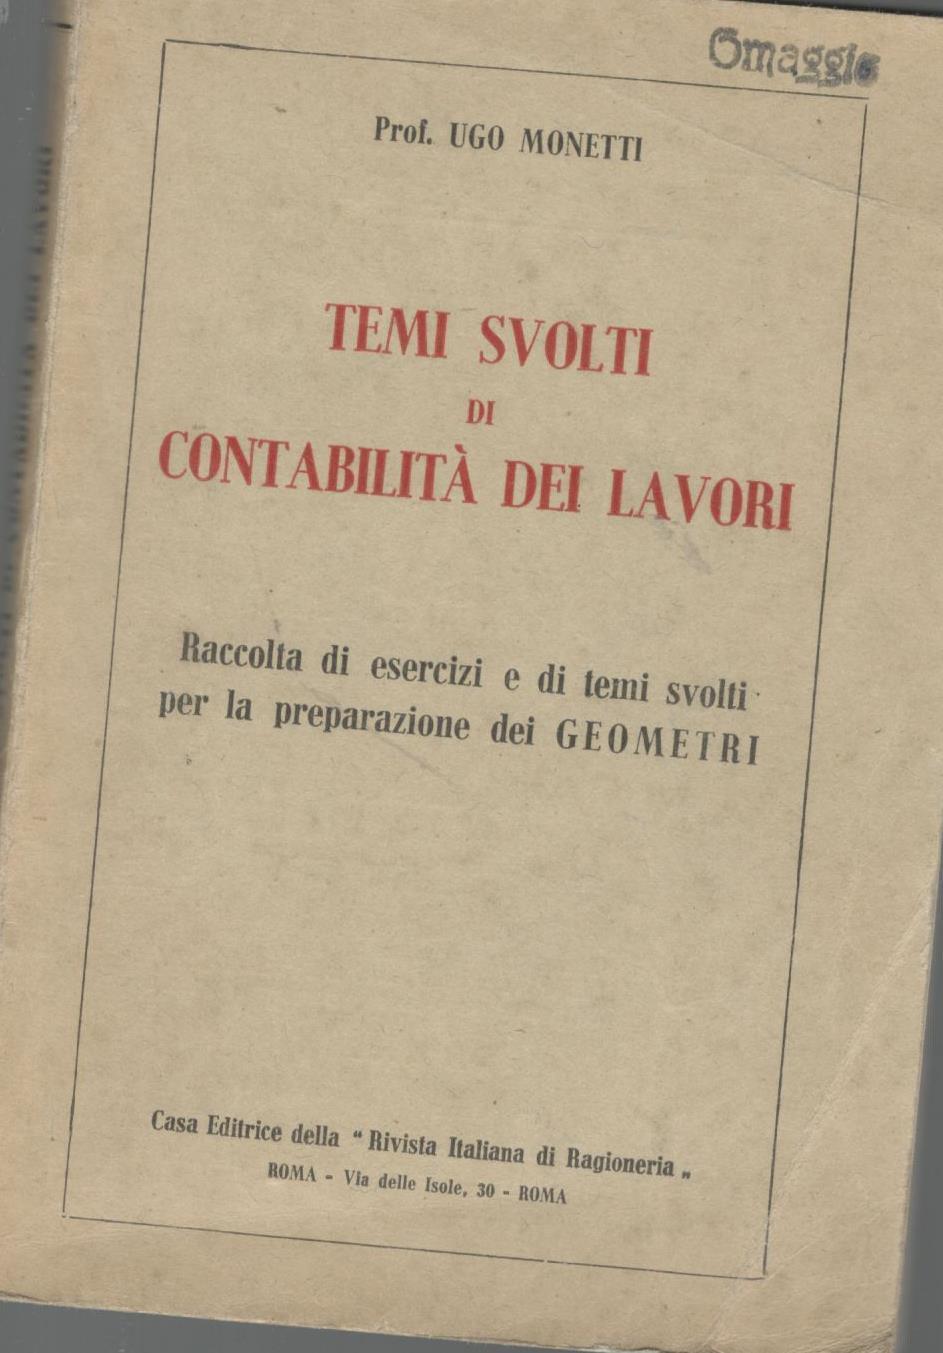 Omaggio
Prof. UGO MONETTI
TEMI SVOLTI
DI
CONTABILITÀ DEI LAVORI
Raccolta di esercizi e di temi svolti
per la preparazione dei GEOMETRI
Casa Editrice della " Rivista Italiana di Ragioneria „
ROMA - Via delle Isole, 30 - ROMA